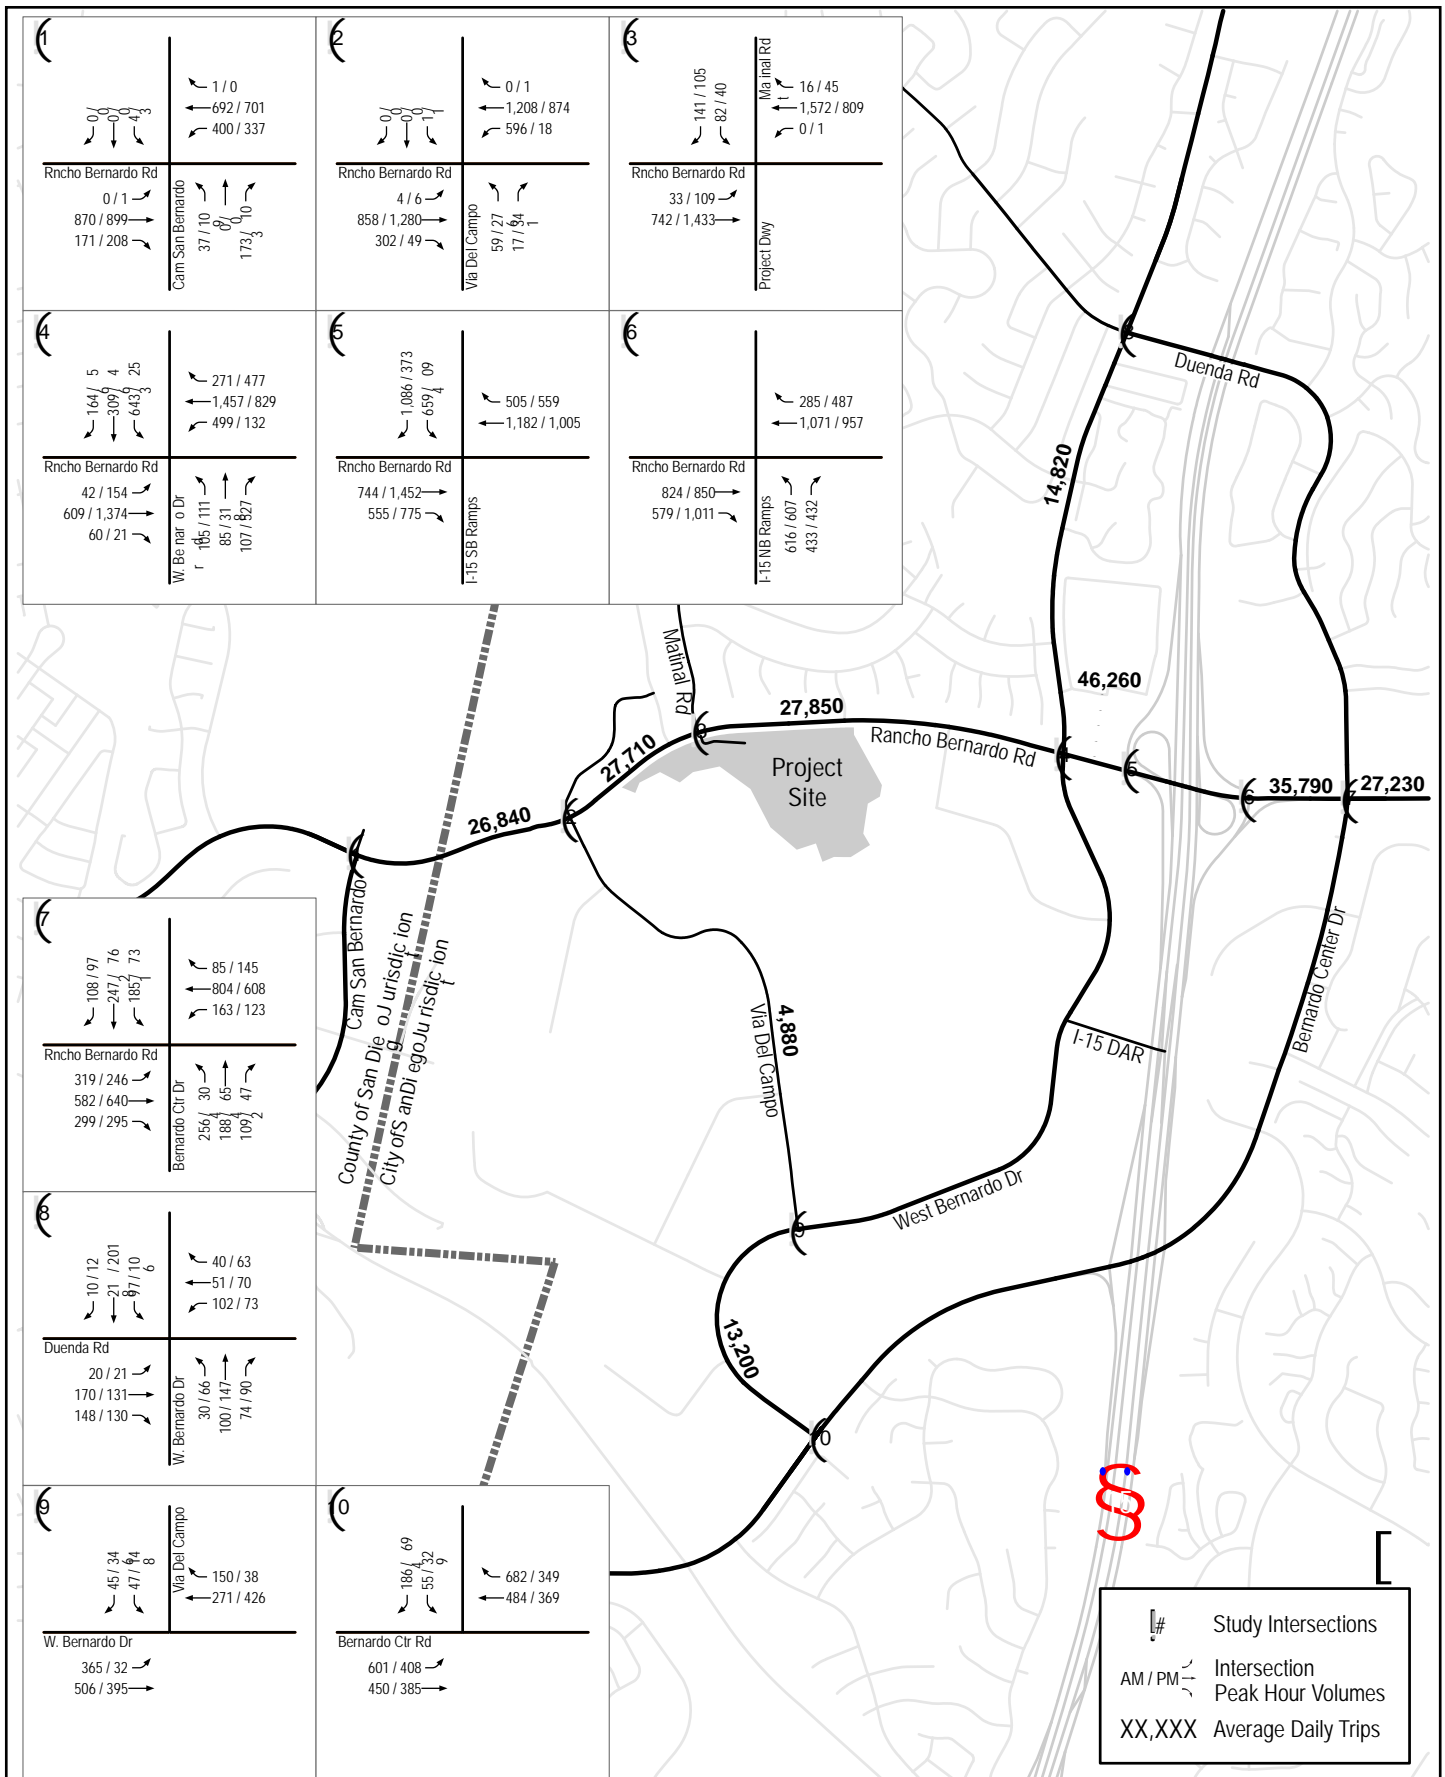 1
1 / 0
692 / 701
400 / 337
Rncho Bernardo Rd
0 / 1
870 / 899
171 / 208
Cam San Bernardo
2
0 / 1
1,208 / 874
596 / 18
Rncho Bernardo Rd
4 / 6
858 / 1,280
302 / 49
Via Del Campo
3
141 / 105
82 / 40
16 / 45
1,572 / 809
0 / 1
Rncho Bernardo Rd
33 / 109
742 / 1,433
Project Dwy
4
271 / 477
1,457 / 829
499 / 132
Rncho Bernardo Rd
42 / 154
609 / 1,374
60 / 21
105 / 111
5
1,086 / 373
505 / 559
1,182 / 1,005
Rncho Bernardo Rd
744 / 1,452
555 / 775
I-15 SB Ramps
6
285 / 487
1,071 / 957
Rncho Bernardo Rd
824 / 850
579 / 1,011
I-15 NB Ramps
616 / 607
433 / 432
Duenda Rd
14,820
Matinal Rd
46,260
27,850
Rancho Bernardo Rd
27,710
Project
Site
35,790
27,230
26,840
Cam San Bernardo
4,880
Via Del Campo
I-15 DAR
Bernardo Center Dr
West Bernardo Dr
13,200
7
108 / 97
85 / 145
804 / 608
163 / 123
Rncho Bernardo Rd
319 / 246
582 / 640
299 / 295
Bernardo Ctr Dr
8
10 / 12
40 / 63
51 / 70
102 / 73
Duenda Rd
20 / 21
170 / 131
148 / 130
W. Bernardo Dr
30 / 66
100 / 147
74 / 90
9
Via Del Campo
150 / 38
271 / 426
W. Bernardo Dr
365 / 32
506 / 395
10
682 / 349
484 / 369
Bernardo Ctr Rd
601 / 408
450 / 385
# Study Intersections
AM / PM Intersection
Peak Hour Volumes
XX,XXX Average Daily Trips